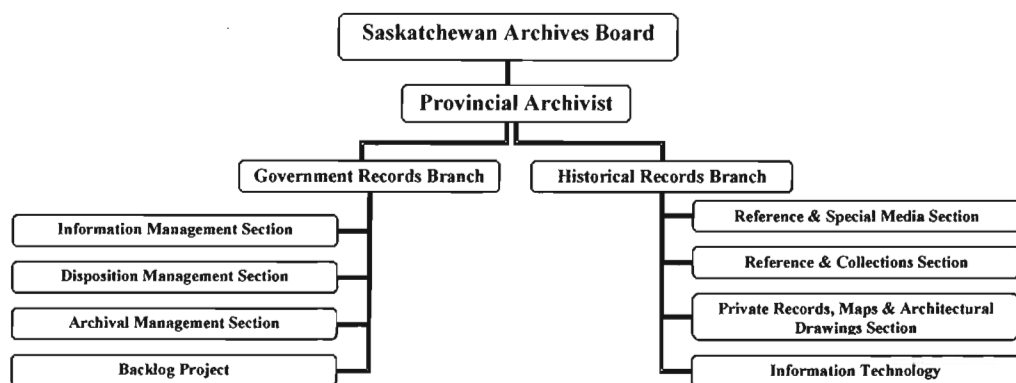 Saskatchewan Archives Board
Provincial Archivist
Government Records Branch
Information Management Section
Disposition Management Section
Archival Management Section
Backlog Project
Historical Records Branch
Reference & Special Media Section
Reference & Collections Section
Private Records, Maps & Architectural
Drawings Section
Information Technology